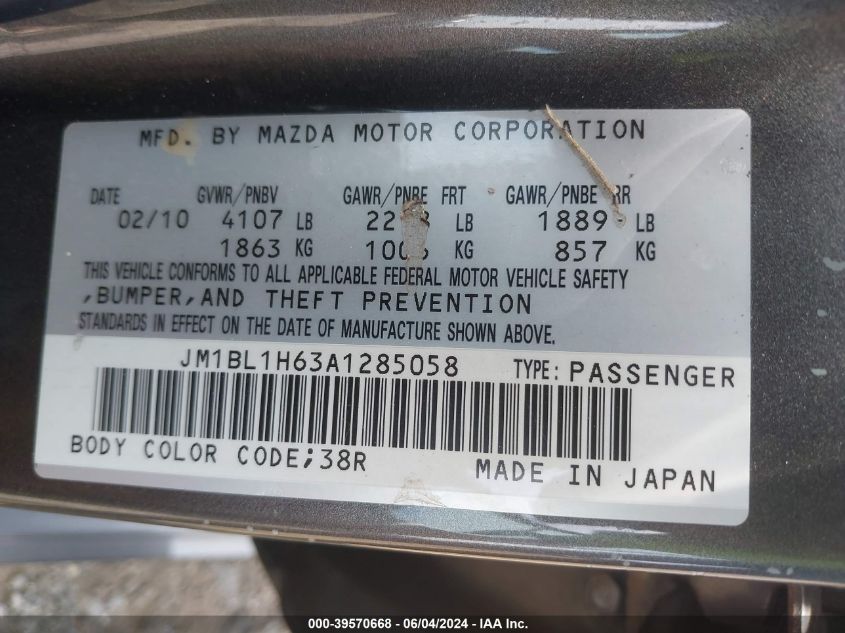 MFD. BY MAZDA MOTOR CORPORATION
DATE GVWR/PNBV GAWR/PNBE FRT GAWR/PNBE RR
02/10 4107 LB LB 1889 LB
1863 KG KG 857 KG
THIS VEHICLE CONFORMS TO ALL APPLICABLE FEDERAL MOTOR VEHICLE SAFETY
,BUMPER,AND THEFT PREVENTION
STANDARDS IN EFFECT ON THE DATE OF MANUFACTURE SHOWN ABOVE.
JM1BL1H63A1285058 TYPE: PASSENGER
BODY COLOR CODE;38R
MADE IN JAPAN
000-39570668 - 06/04/2024 - IAA Inc.